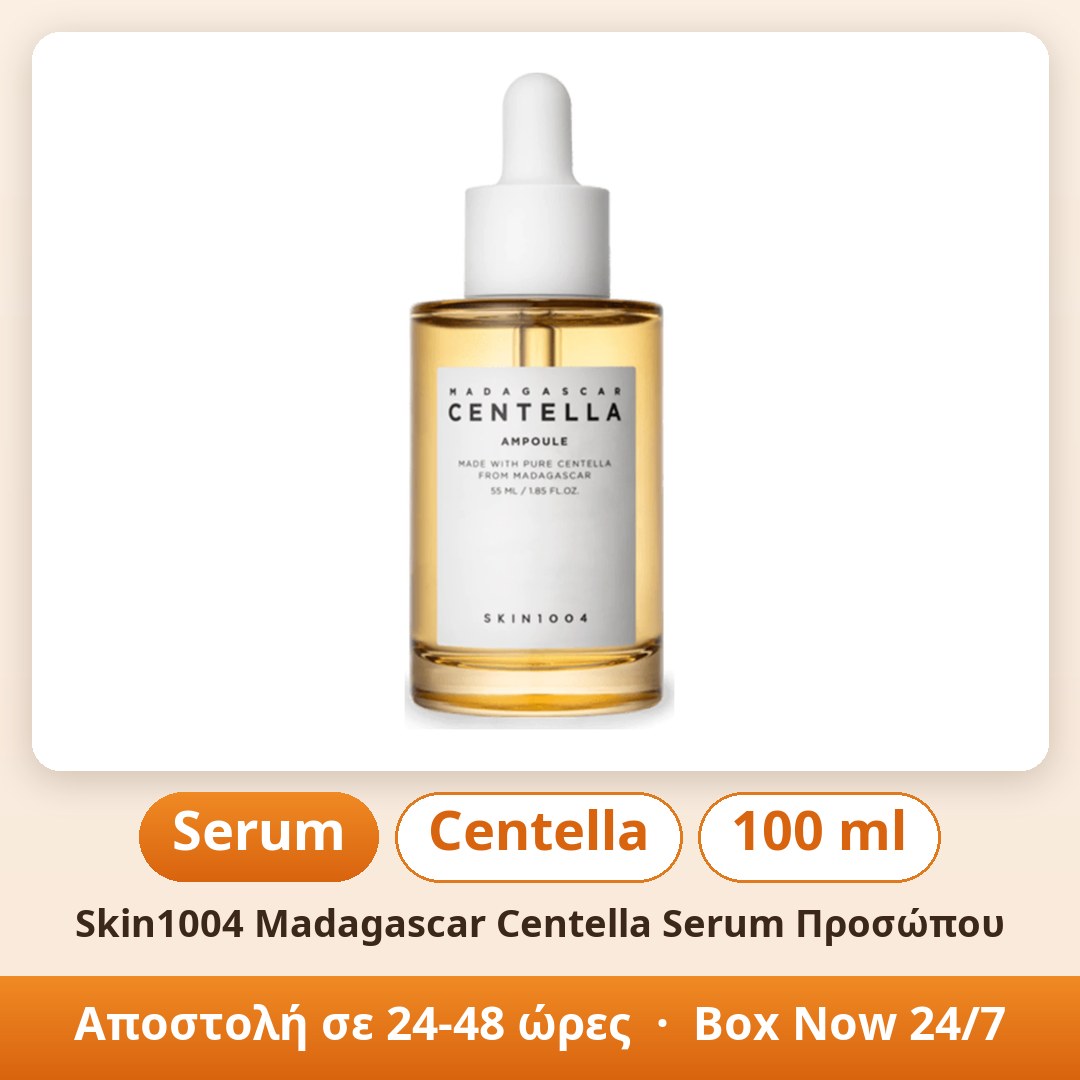 MADAGASCAR
CENTELLA
AMPOULE
MADE WITH PURE CENTELLA
FROM MADAGASCAR
55 ML / 1.85 FL.OZ.
SKIN1004
Serum Centella 100 ml
Skin1004 Madagascar Centella Serum Προσώπου
Αποστολή σε 24-48 ώρες · Box Now 24/7